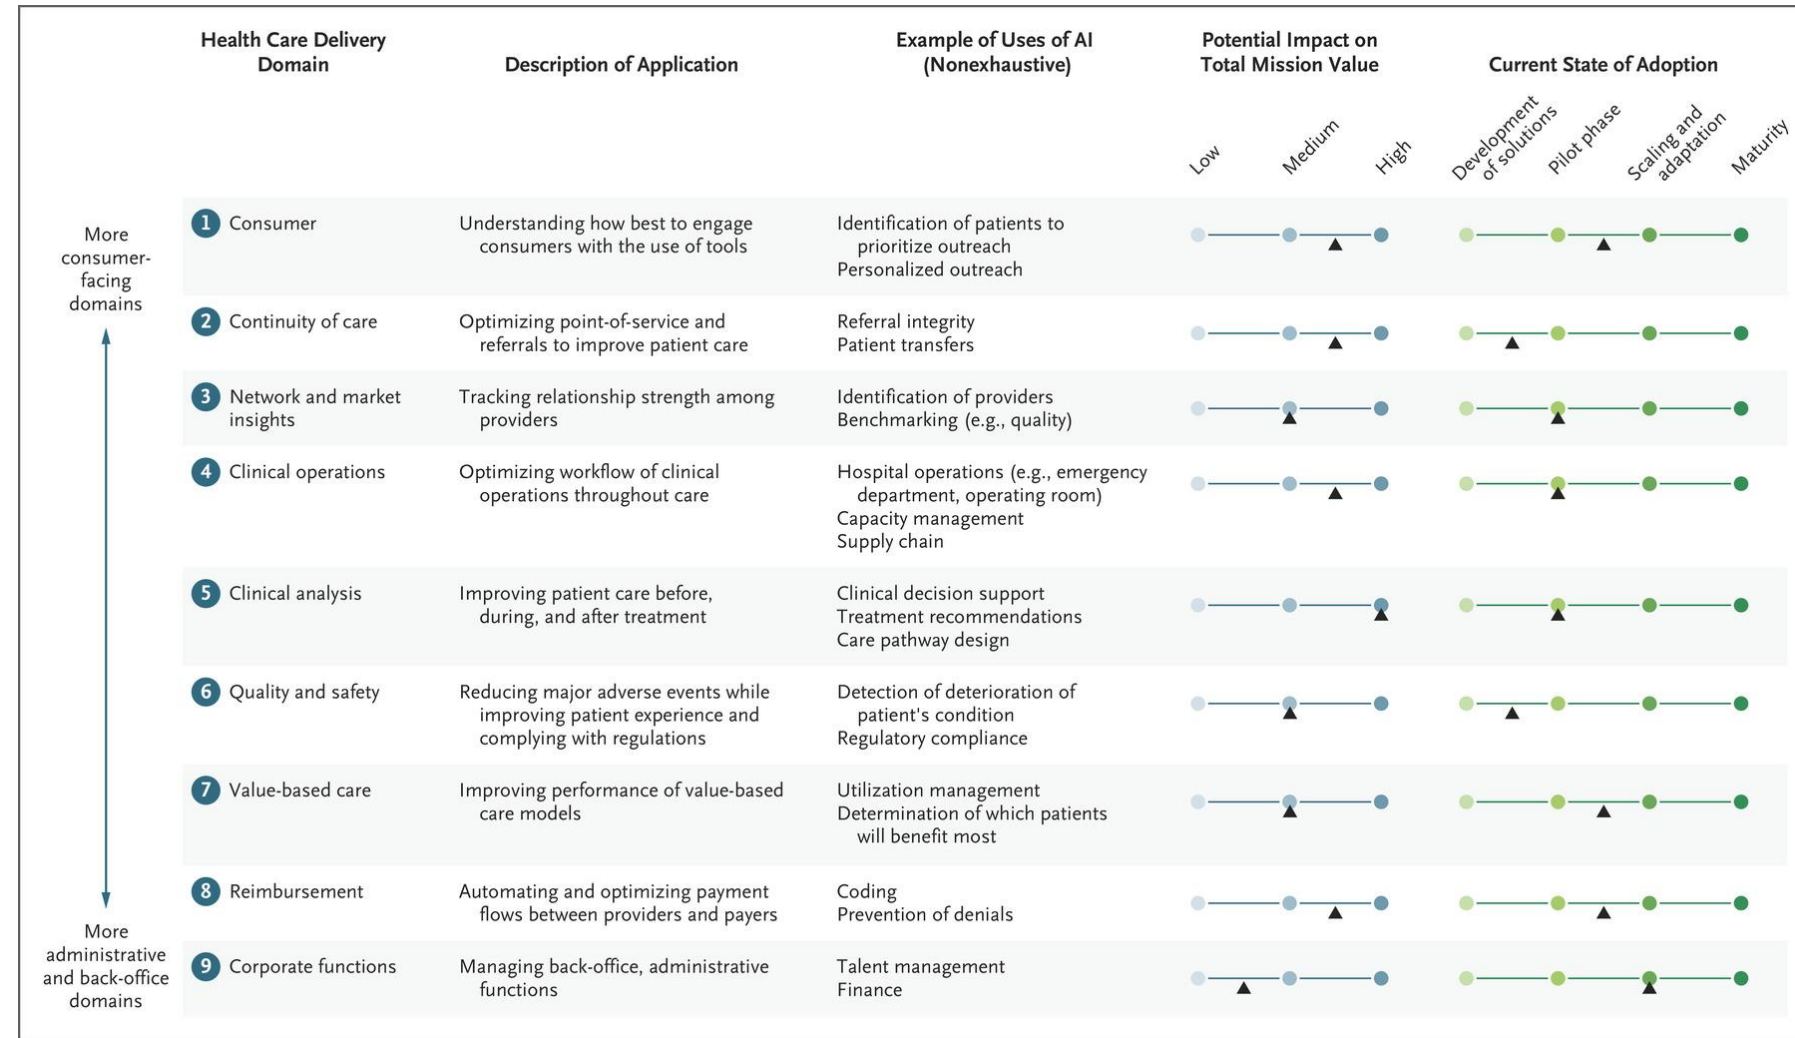 Health Care Delivery
Domain
Description of Application
Example of Uses of AI
(Nonexhaustive)
Potential Impact on
Total Mission Value
Current State of Adoption
Low
Medium
High
Development
of solutions
Pilot phase
Scaling and
adaptation
Maturity
More
consumer-
facing
domains
1 Consumer
Understanding how best to engage
consumers with the use of tools
Identification of patients to
prioritize outreach
Personalized outreach
2 Continuity of care
Optimizing point-of-service and
referrals to improve patient care
Referral integrity
Patient transfers
3 Network and market
insights
Tracking relationship strength among
providers
Identification of providers
Benchmarking (e.g., quality)
4 Clinical operations
Optimizing workflow of clinical
operations throughout care
Hospital operations (e.g., emergency
department, operating room)
Capacity management
Supply chain
5 Clinical analysis
Improving patient care before,
during, and after treatment
Clinical decision support
Treatment recommendations
Care pathway design
6 Quality and safety
Reducing major adverse events while
improving patient experience and
complying with regulations
Detection of deterioration of
patient's condition
Regulatory compliance
7 Value-based care
Improving performance of value-based
care models
Utilization management
Determination of which patients
will benefit most
8 Reimbursement
Automating and optimizing payment
flows between providers and payers
Coding
Prevention of denials
More
administrative
and back-office
domains
9 Corporate functions
Managing back-office, administrative
functions
Talent management
Finance